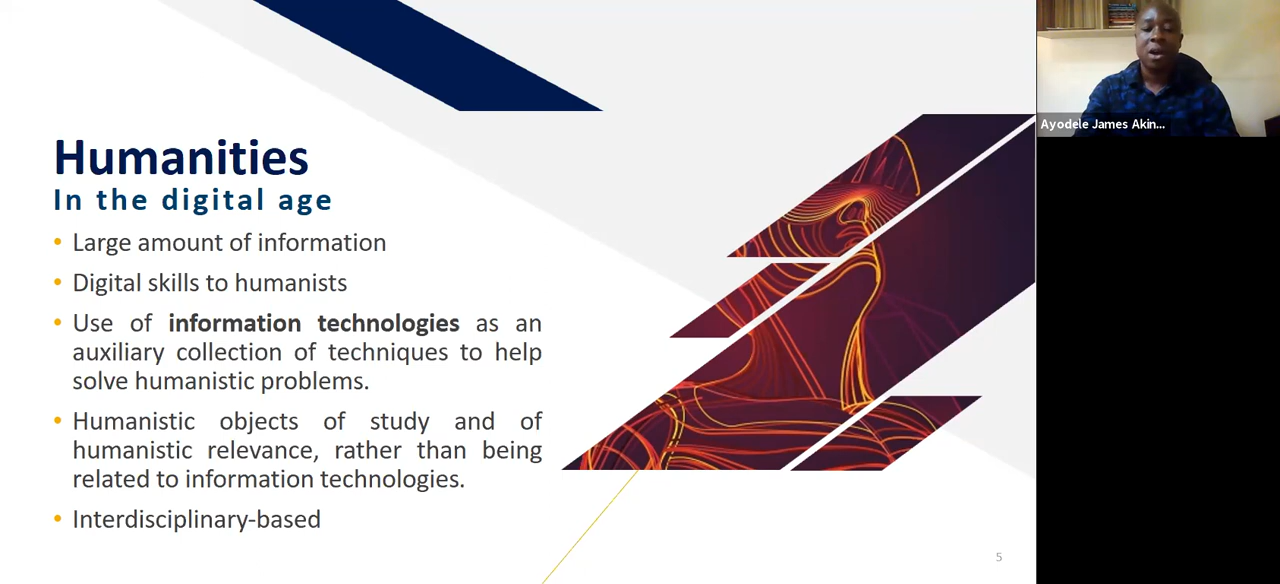 Humanities
In the digital age
• Large amount of information
• Digital skills to humanists
• Use of information technologies as an
auxiliary collection of techniques to help
solve humanistic problems.
• Humanistic objects of study and of
humanistic relevance, rather than being
related to information technologies.
• Interdisciplinary-based
5
Ayodele James Akin...